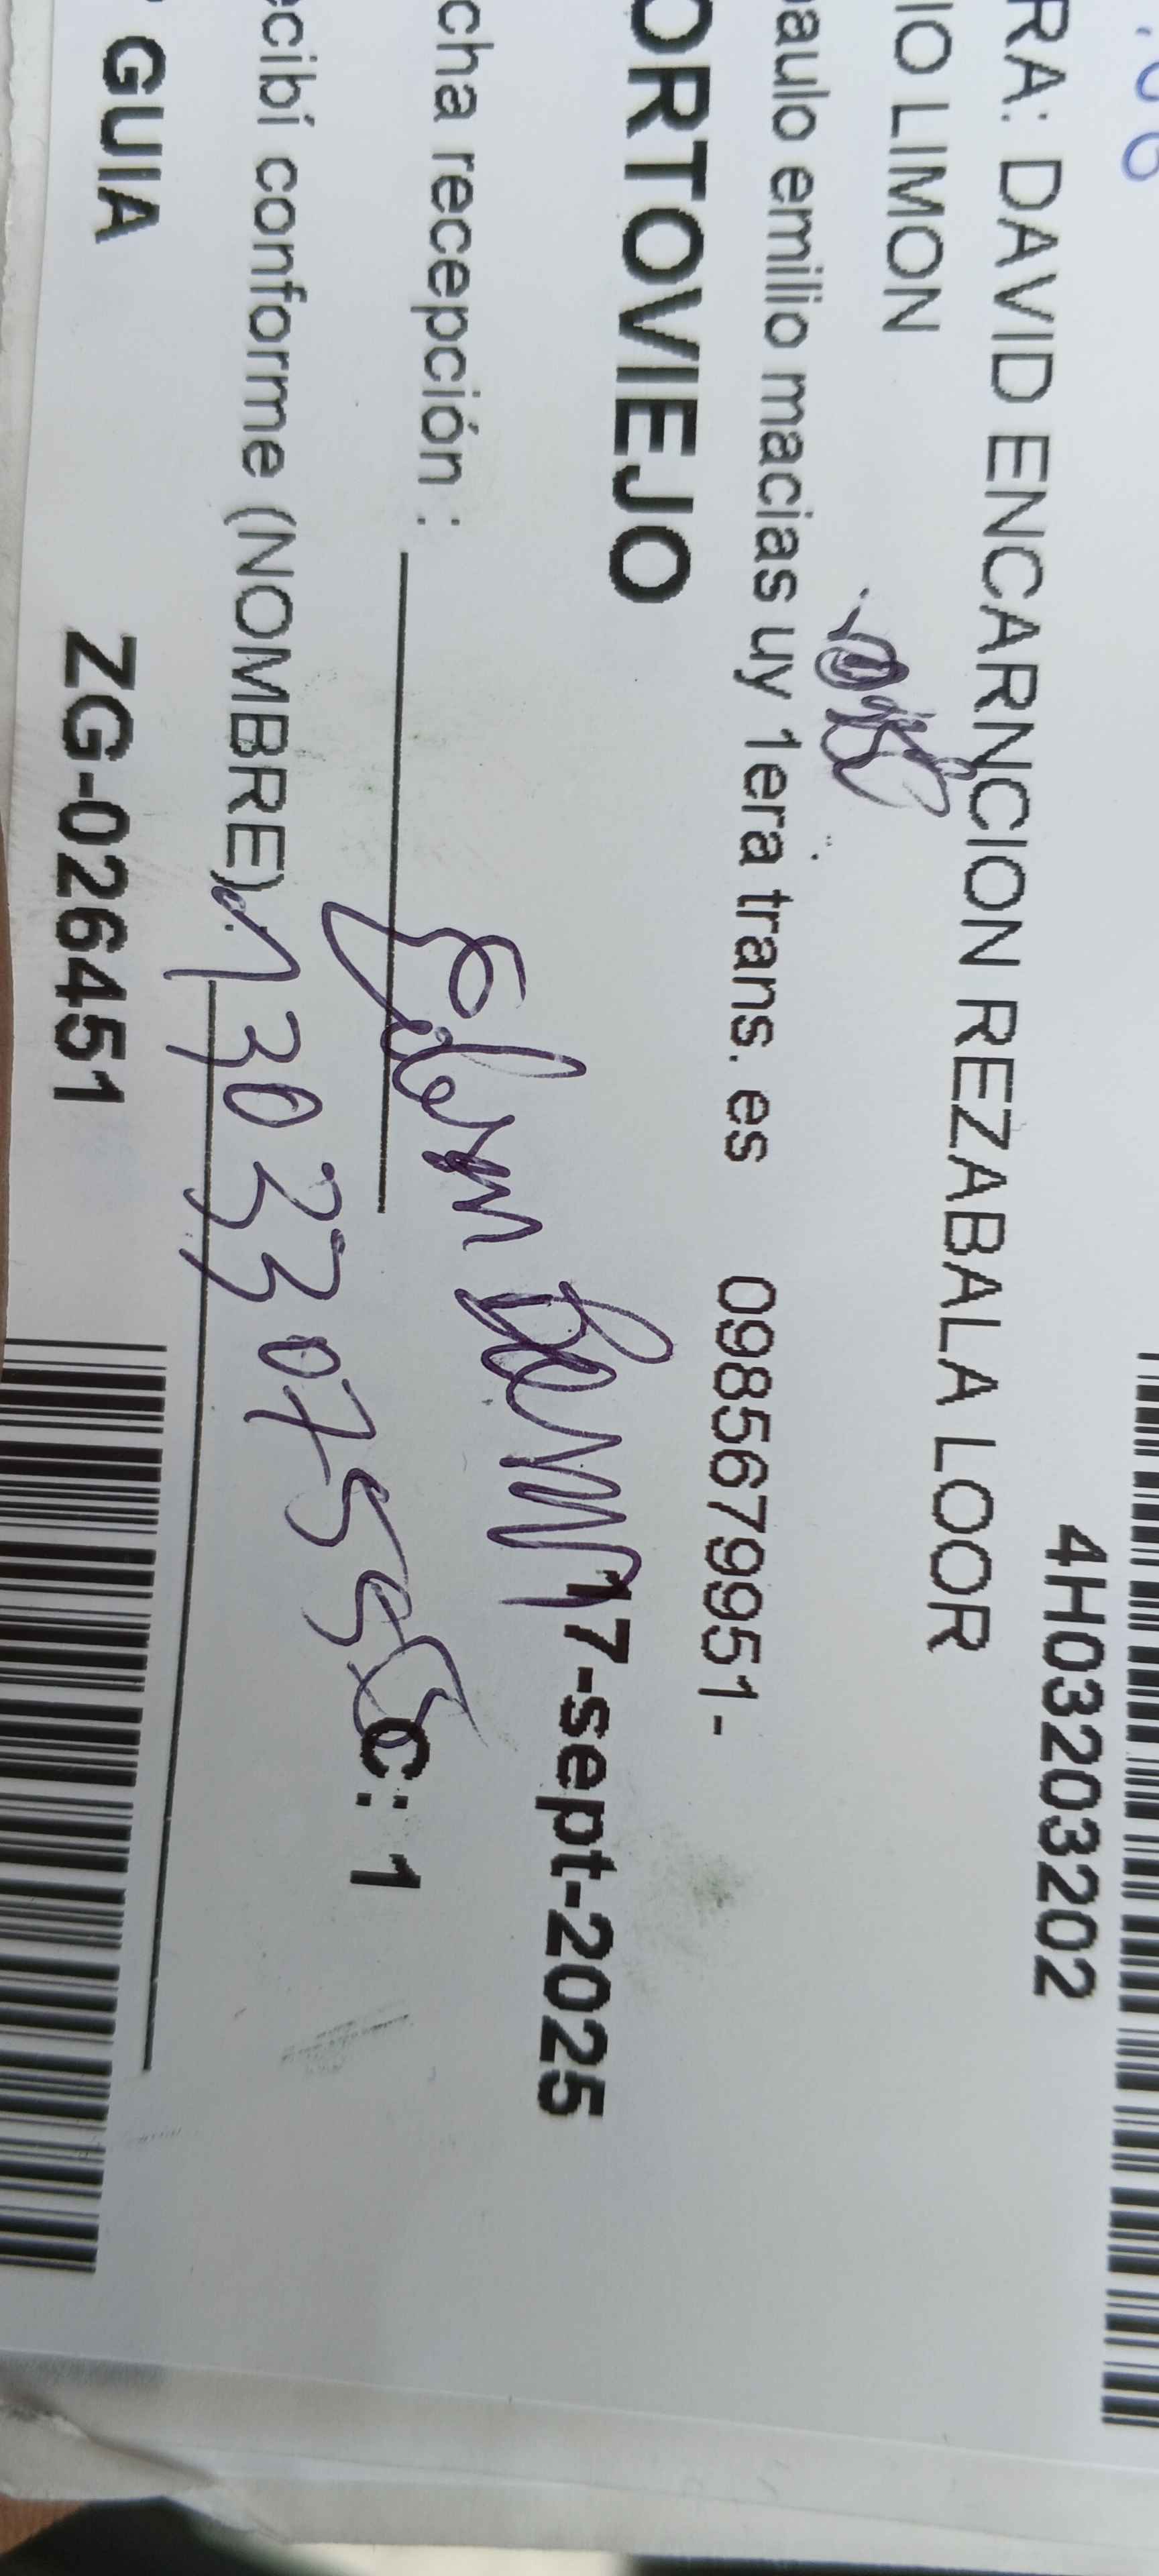 4H03203202
RA: DAVID ENCARNCION REZABALA LOOR
IO LIMON
paulo emilio macias uy 1era trans. es 0985679951-
ORTOVIEJO
17-sept-2025
cha recepción :
C: 1
ecibí conforme (NOMBRE).
GUIA ZG-026451